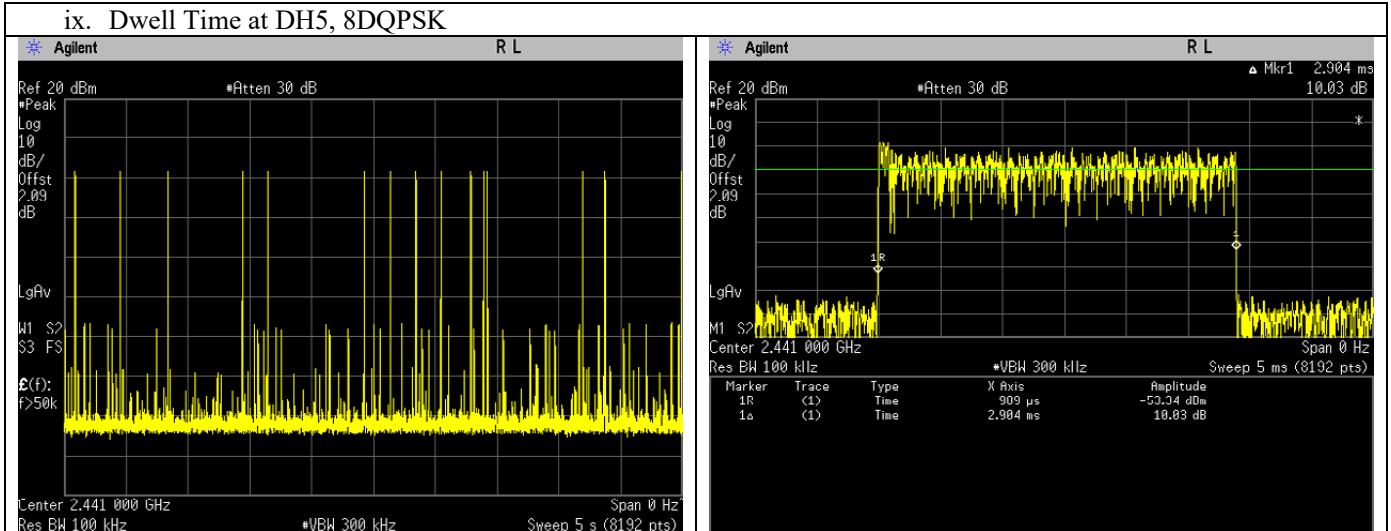 ix. Dwell Time at DH5, 8DQPSK
Agilent R L
Ref 20 dBm #Atten 30 dB
#Peak
Log
10
dB/
Offst
2.09
dB
LgAv
W1 S2
S3 FS
£(f):
f>50k
Center 2.441 000 GHz Span 0 Hz
Res BW 100 kHz #VBW 300 kHz Sweep 5 s (8192 pts)
Agilent R L
Δ Mkr1 2.904 ms
Ref 20 dBm #Atten 30 dB 10.03 dB
#Peak
Log
10
dB/
Offst
2.09
dB
1R
1
LgAv
M1 S2
Center 2.441 000 GHz Span 0 Hz
Res BW 100 kHz #VBW 300 kHz Sweep 5 ms (8192 pts)
Marker Trace Type X Axis Amplitude
1R (1) Time 909 µs -53.34 dBm
1Δ (1) Time 2.904 ms 10.03 dB